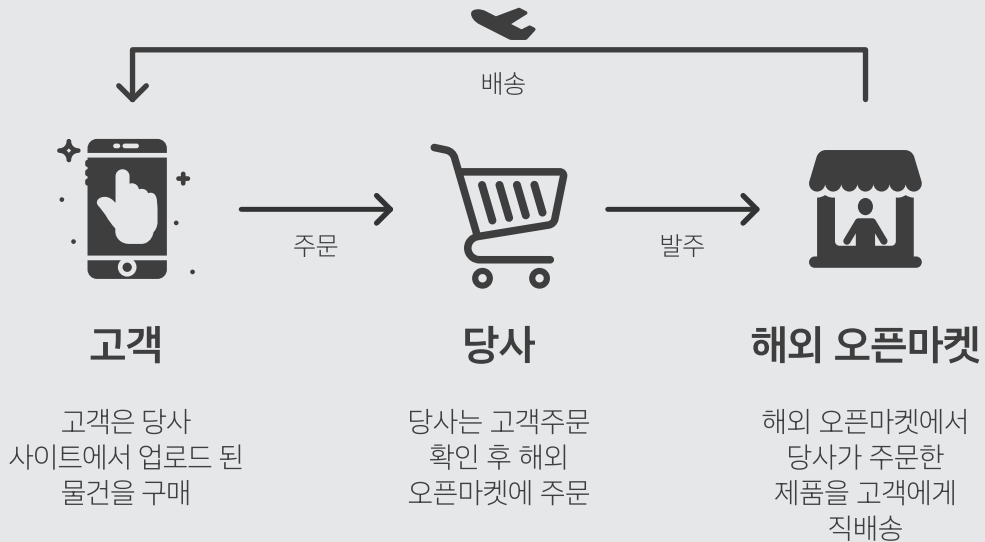 배송
주문
발주
고객
당사
해외 오픈마켓
고객은 당사
사이트에서 업로드 된
물건을 구매
당사는 고객주문
확인 후 해외
오픈마켓에 주문
해외 오픈마켓에서
당사가 주문한
제품을 고객에게
직배송